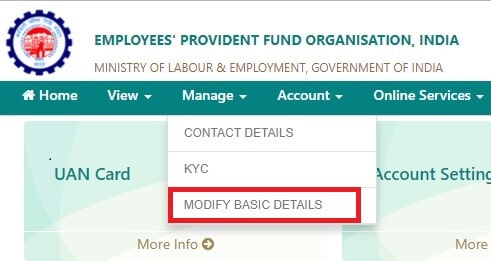 EMPLOYEES' PROVIDENT FUND ORGANISATION, INDIA
MINISTRY OF LABOUR & EMPLOYMENT, GOVERNMENT OF INDIA
Home View Manage Account Online Services
CONTACT DETAILS
KYC
MODIFY BASIC DETAILS
UAN Card
Account Setting
More Info
More